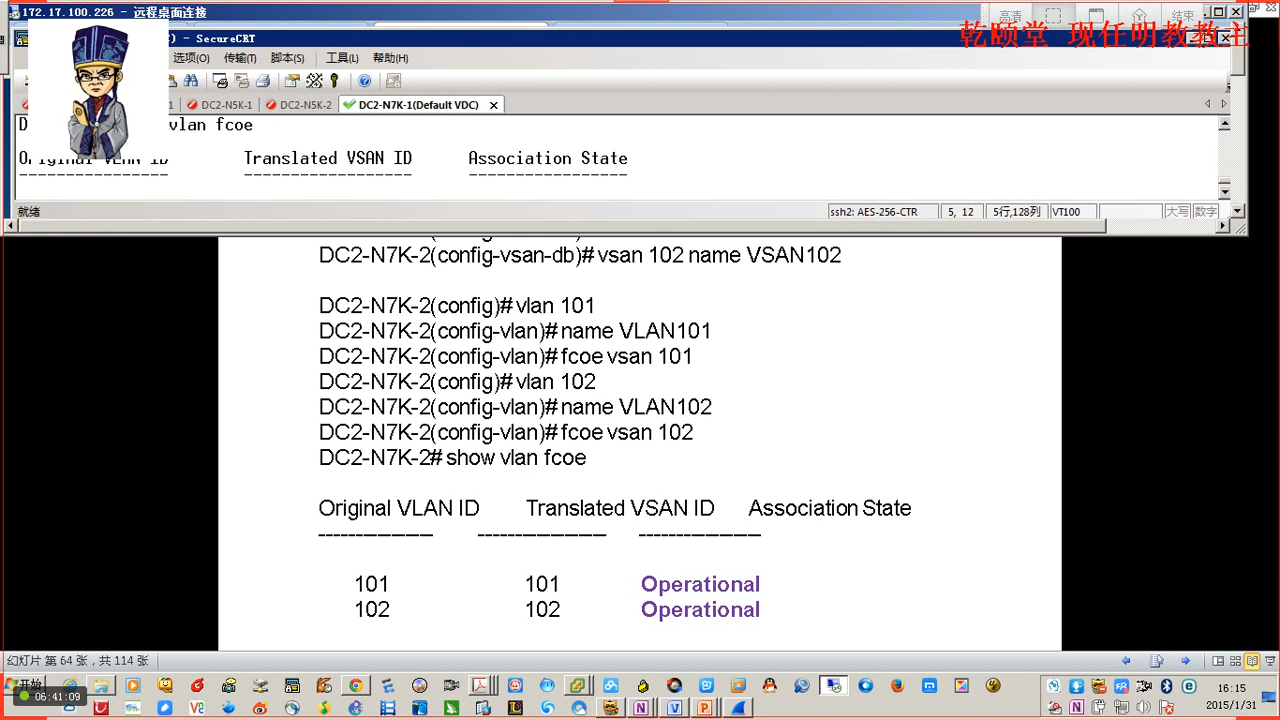 172.17.100.226 - 远程桌面连接
高清 结束
乾颐堂 现任明教教主
- SecureCRT
选项(O) 传输(T) 脚本(S) 工具(L) 帮助(H)
1 DC2-N5K-1 DC2-N5K-2 DC2-N7K-1(Default VDC)
vlan fcoe
Original VLAN ID Translated VSAN ID Association State
---------------- ------------------ -----------------
就绪 ssh2: AES-256-CTR 5, 12 5行,128列 VT100 大写 数字
DC2-N7K-2(config-vsan-db)# vsan 102 name VSAN102
DC2-N7K-2(config)# vlan 101
DC2-N7K-2(config-vlan)# name VLAN101
DC2-N7K-2(config-vlan)# fcoe vsan 101
DC2-N7K-2(config)# vlan 102
DC2-N7K-2(config-vlan)# name VLAN102
DC2-N7K-2(config-vlan)# fcoe vsan 102
DC2-N7K-2# show vlan fcoe
Original VLAN ID Translated VSAN ID Association State
---------------- ------------------ -----------------
101 101 Operational
102 102 Operational
幻灯片 第 64 张，共 114 张
开始
06:41:09
16:15
2015/1/31